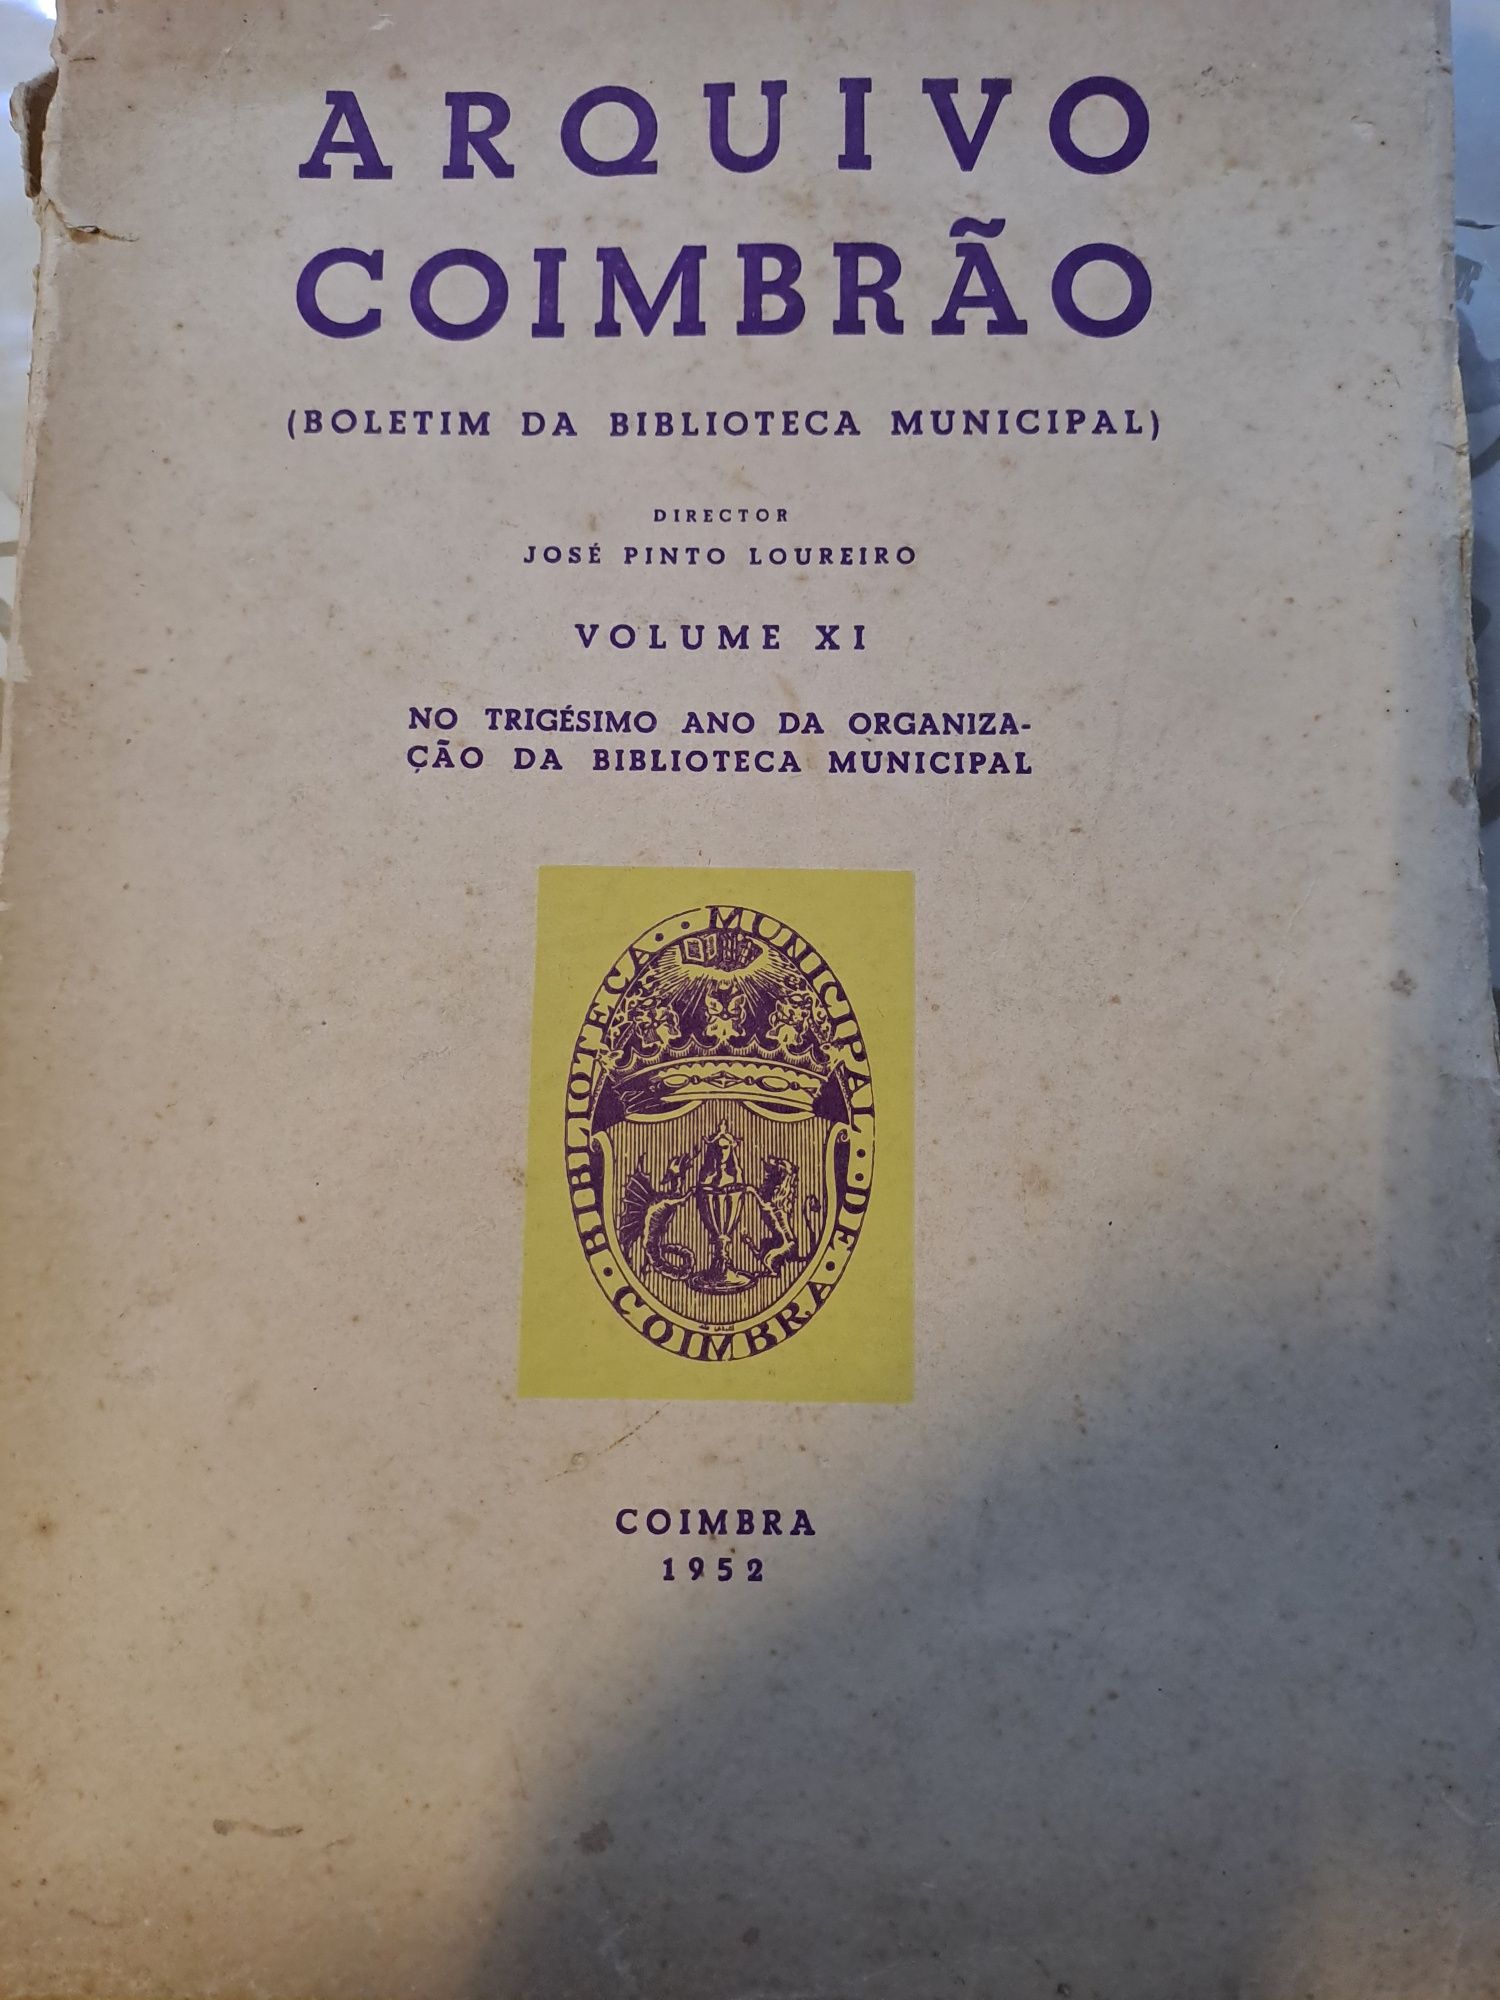 ARQUIVO
COIMBRÃO
(BOLETIM DA BIBLIOTECA MUNICIPAL)
DIRECTOR
JOSÉ PINTO LOUREIRO
VOLUME XI
NO TRIGÉSIMO ANO DA ORGANIZA-
ÇÃO DA BIBLIOTECA MUNICIPAL
BIBLIOTECA · · MUNICIPAL · · DE · COIMBRA ·
COIMBRA
1952